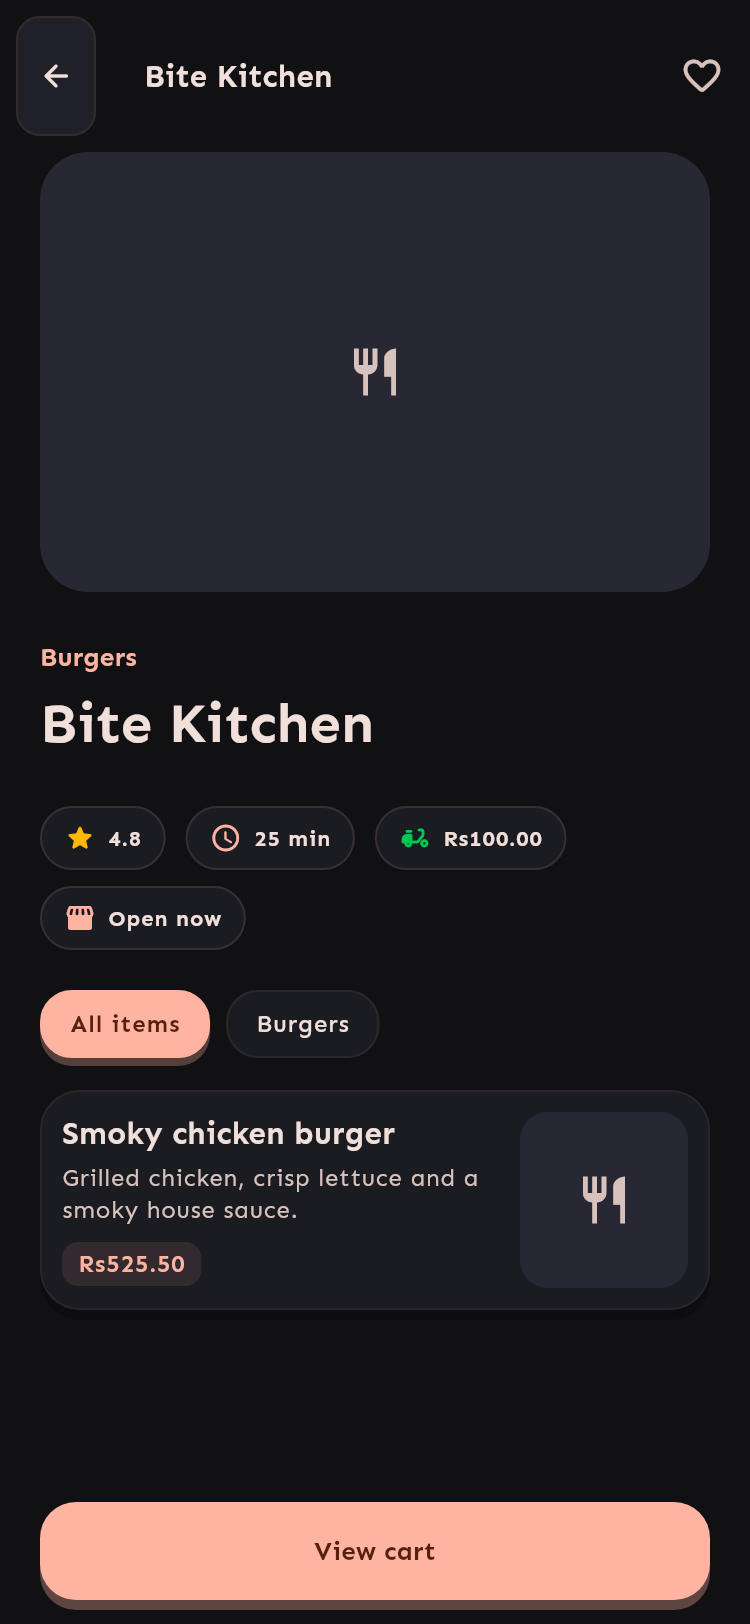 Bite Kitchen
Burgers
Bite Kitchen
4.8
25 min
Rs100.00
Open now
All items
Burgers
Smoky chicken burger
Grilled chicken, crisp lettuce and a
smoky house sauce.
Rs525.50
View cart